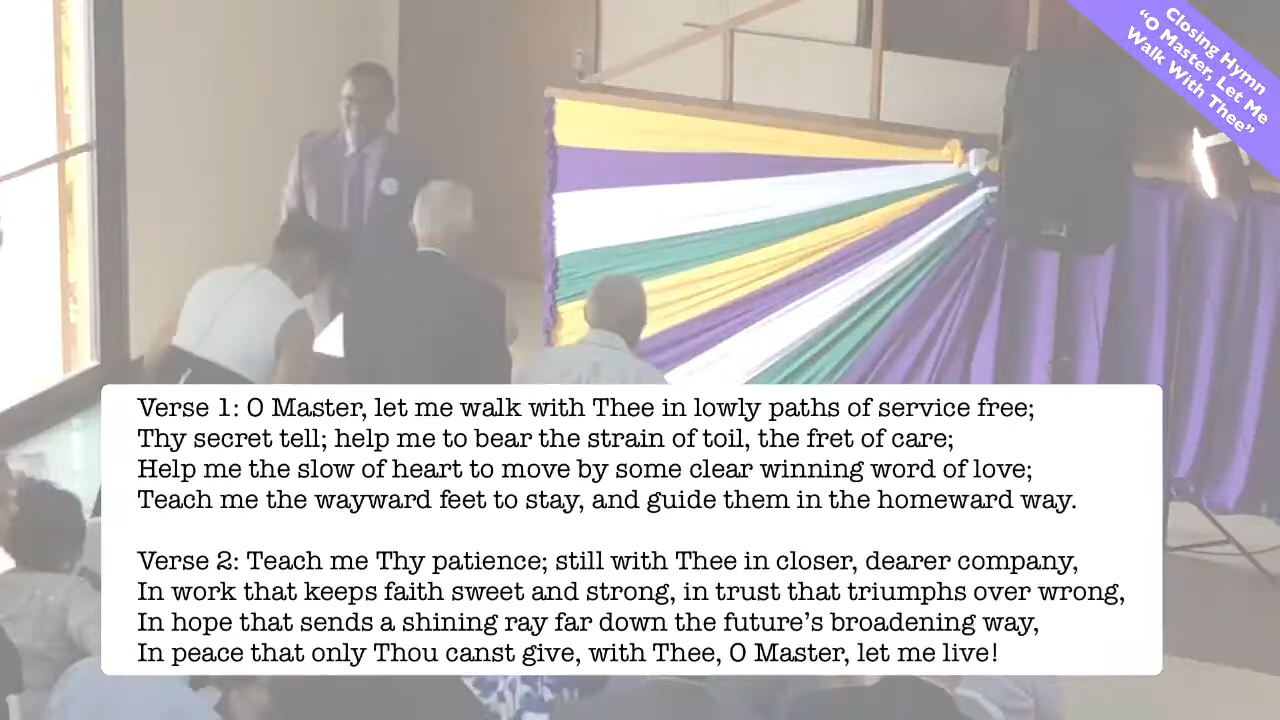 Closing Hymn
“O Master, Let Me
Walk With Thee”
Verse 1: O Master, let me walk with Thee in lowly paths of service free;
Thy secret tell; help me to bear the strain of toil, the fret of care;
Help me the slow of heart to move by some clear winning word of love;
Teach me the wayward feet to stay, and guide them in the homeward way.
Verse 2: Teach me Thy patience; still with Thee in closer, dearer company,
In work that keeps faith sweet and strong, in trust that triumphs over wrong,
In hope that sends a shining ray far down the future’s broadening way,
In peace that only Thou canst give, with Thee, O Master, let me live!